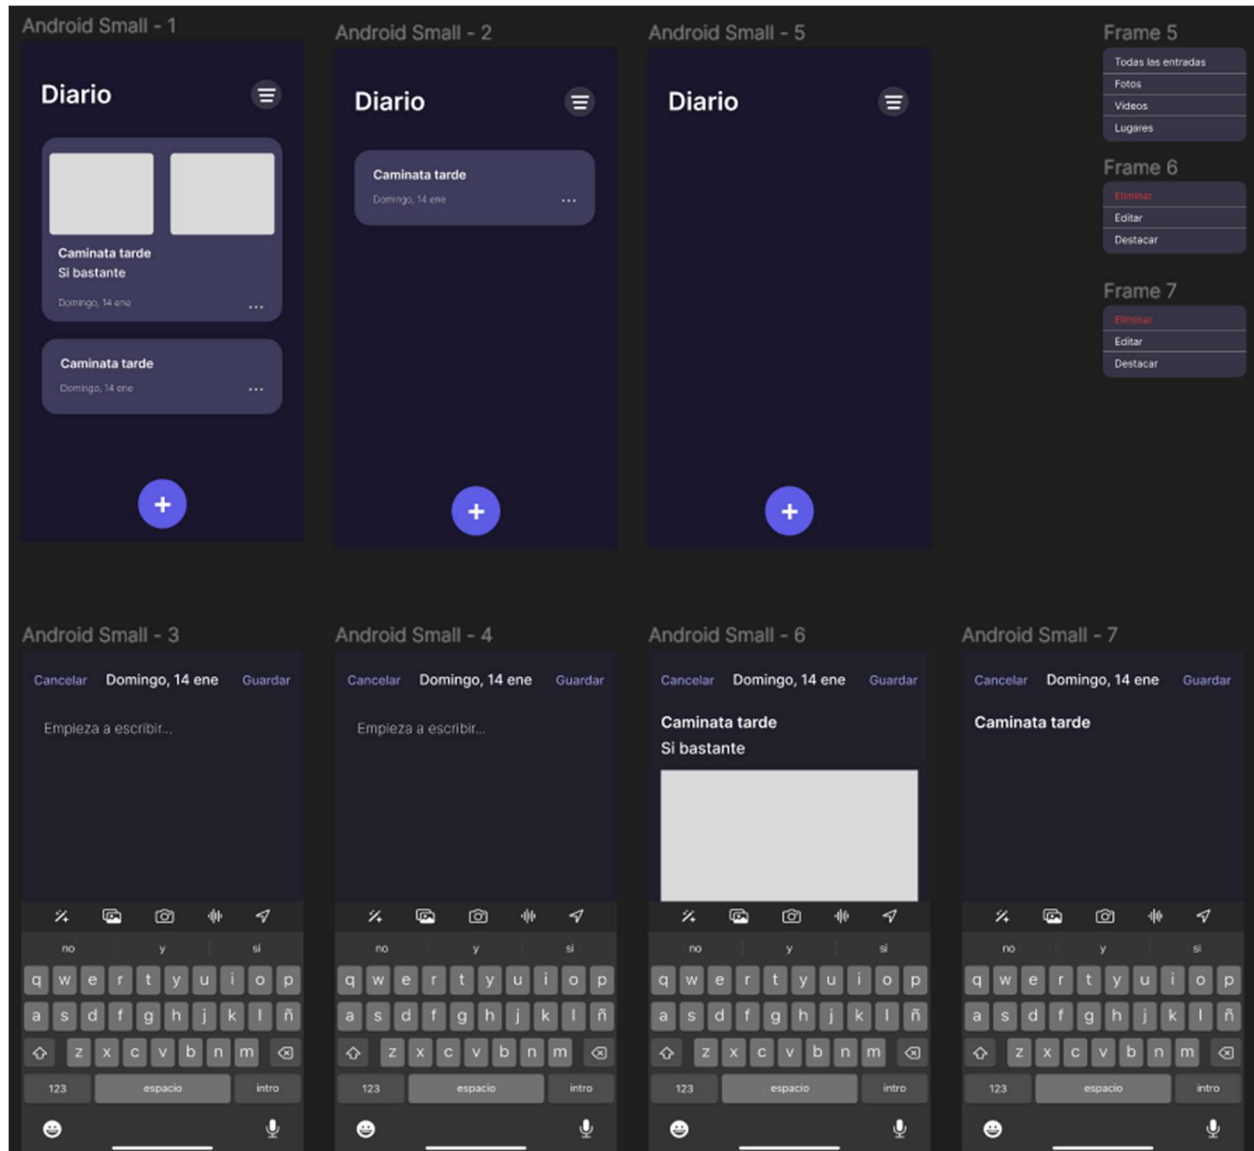 Android Small - 1
Diario
Caminata tarde
Si bastante
Domingo, 14 ene
...
Caminata tarde
Domingo, 14 ene
...
+
Android Small - 2
Diario
Caminata tarde
Domingo, 14 ene
...
+
Android Small - 5
Diario
+
Frame 5
Todas las entradas
Fotos
Videos
Lugares
Frame 6
Eliminar
Editar
Destacar
Frame 7
Eliminar
Editar
Destacar
Android Small - 3
Cancelar Domingo, 14 ene Guardar
Empieza a escribir...
no y si
q w e r t y u i o p
a s d f g h j k l ñ
z x c v b n m
123 espacio intro
Android Small - 4
Cancelar Domingo, 14 ene Guardar
Empieza a escribir...
no y si
q w e r t y u i o p
a s d f g h j k l ñ
z x c v b n m
123 espacio intro
Android Small - 6
Cancelar Domingo, 14 ene Guardar
Caminata tarde
Si bastante
no y si
q w e r t y u i o p
a s d f g h j k l ñ
z x c v b n m
123 espacio intro
Android Small - 7
Cancelar Domingo, 14 ene Guardar
Caminata tarde
no y si
q w e r t y u i o p
a s d f g h j k l ñ
z x c v b n m
123 espacio intro